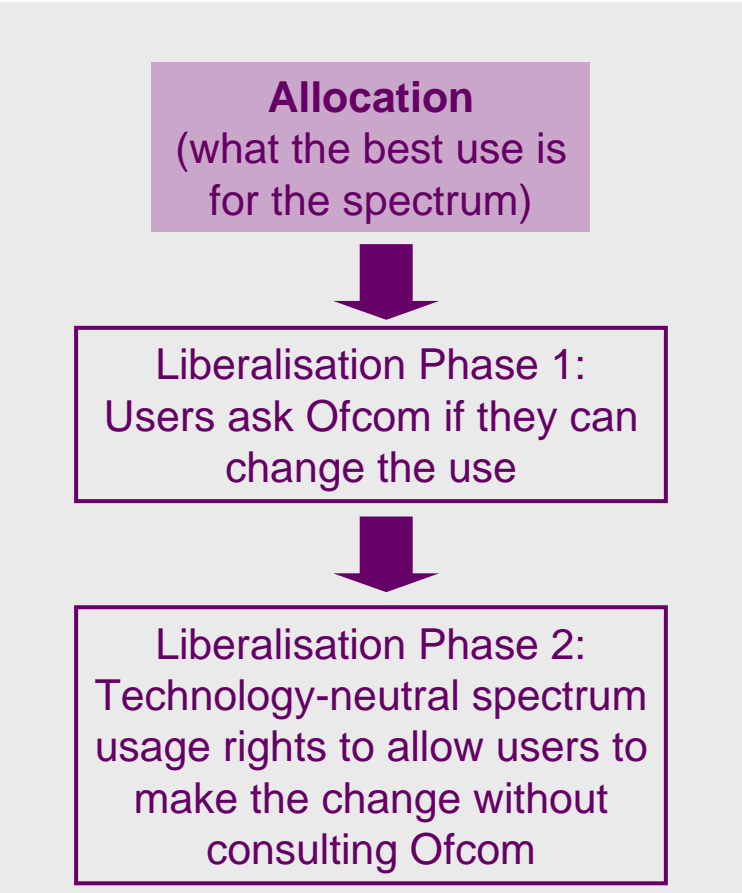 Allocation
(what the best use is
for the spectrum)
Liberalisation Phase 1:
Users ask Ofcom if they can
change the use
Liberalisation Phase 2:
Technology-neutral spectrum
usage rights to allow users to
make the change without
consulting Ofcom